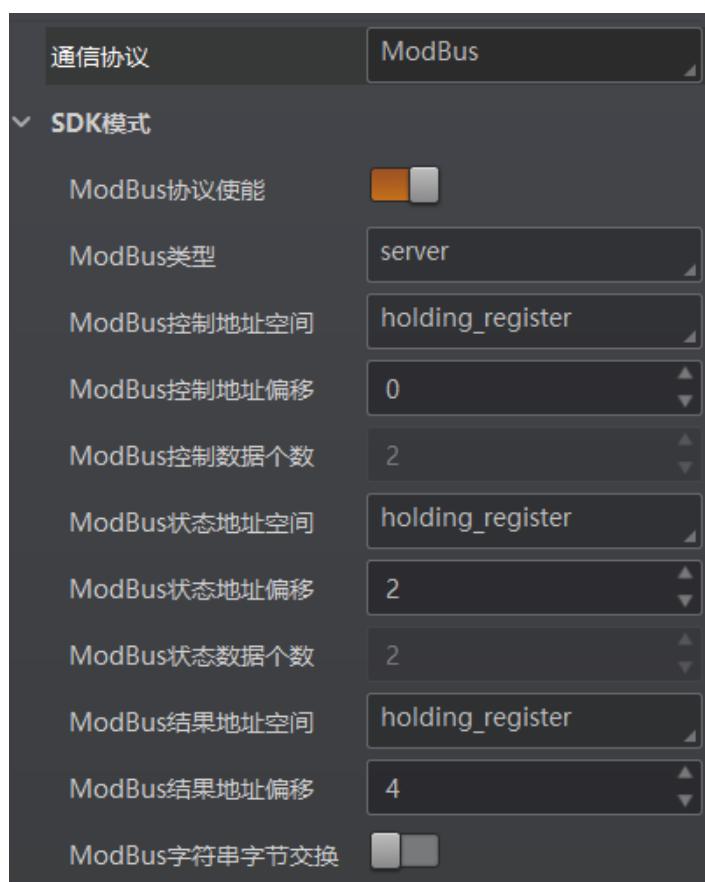 通信协议 ModBus
SDK模式
ModBus协议使能
ModBus类型 server
ModBus控制地址空间 holding_register
ModBus控制地址偏移 0
ModBus控制数据个数 2
ModBus状态地址空间 holding_register
ModBus状态地址偏移 2
ModBus状态数据个数 2
ModBus结果地址空间 holding_register
ModBus结果地址偏移 4
ModBus字符串字节交换